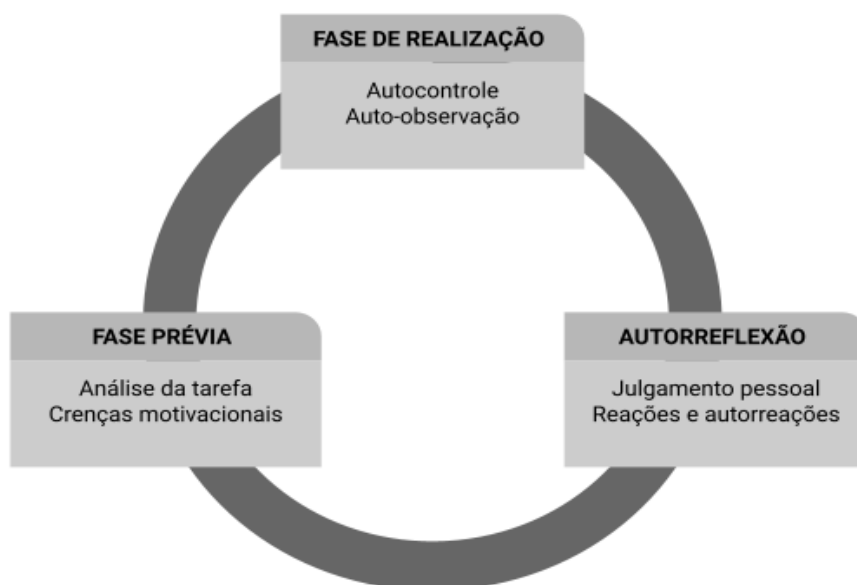 FASE DE REALIZAÇÃO
Autocontrole
Auto-observação
FASE PRÉVIA
Análise da tarefa
Crenças motivacionais
AUTORREFLEXÃO
Julgamento pessoal
Reações e autorreações